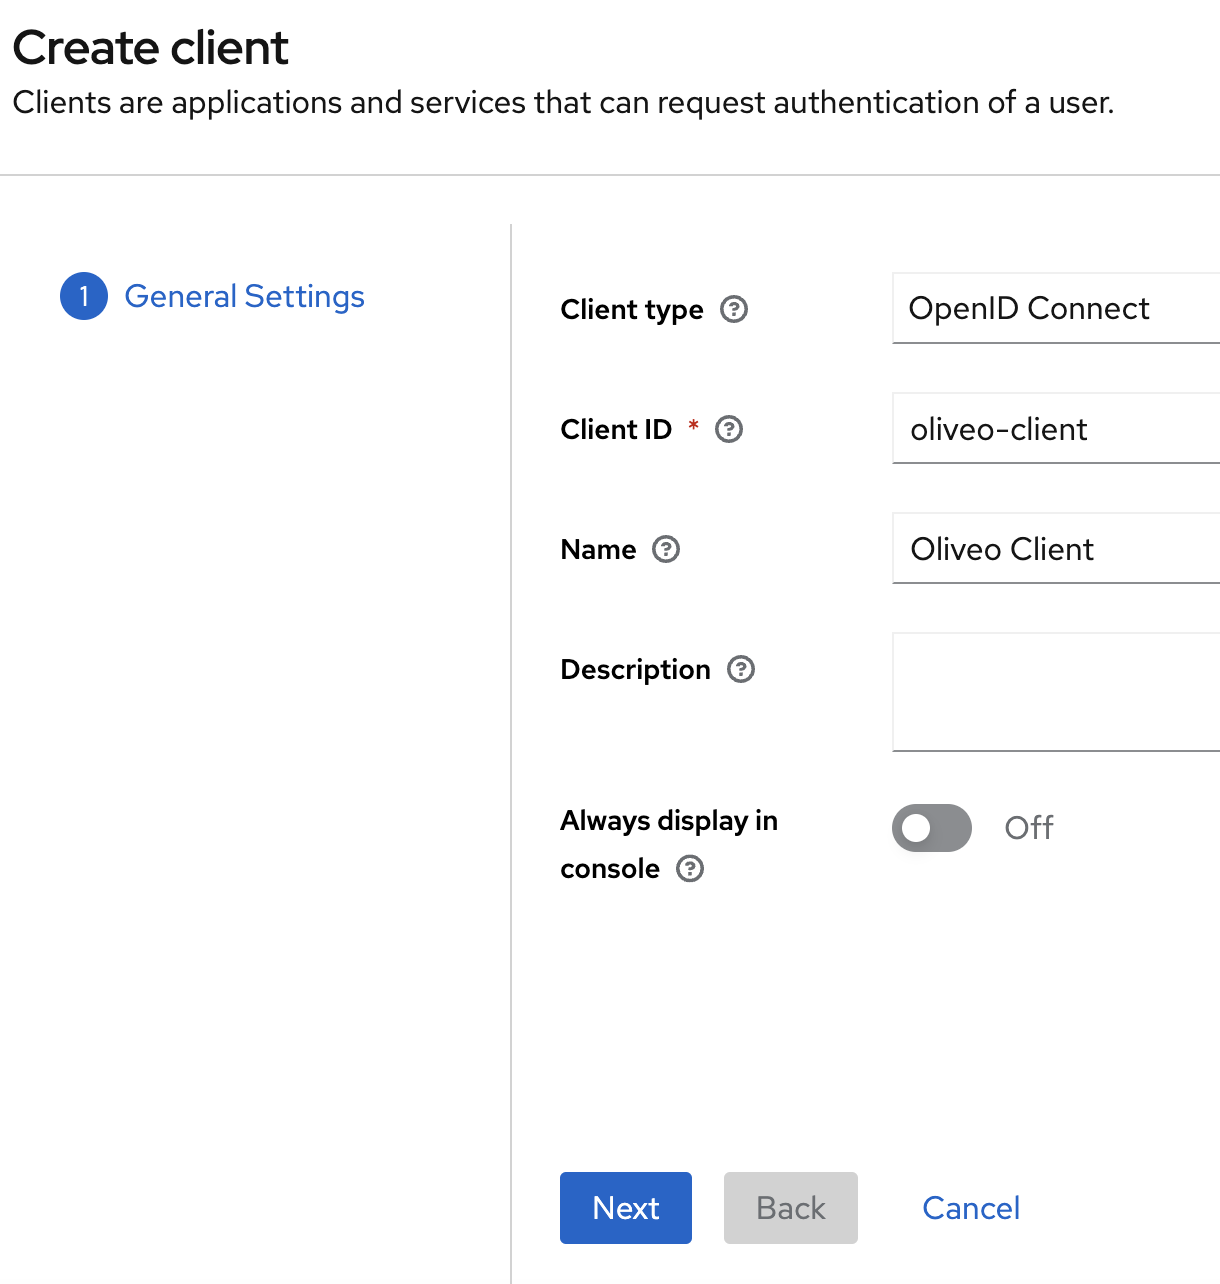 Create client
Clients are applications and services that can request authentication of a user.
1 General Settings
Client type ?
OpenID Connect
Client ID * ?
oliveo-client
Name ?
Oliveo Client
Description ?
Always display in
console ?
Off
Next
Back
Cancel